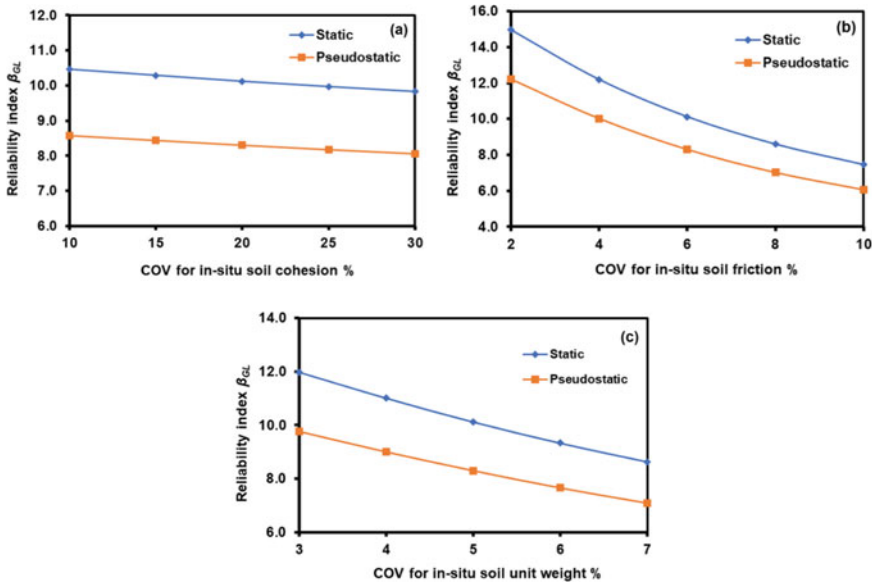 (a)
12.0
11.0
10.0
9.0
8.0
7.0
6.0
Reliability index βGL
Static
Pseudostatic
10 15 20 25 30
COV for in-situ soil cohesion %
(b)
16.0
14.0
12.0
10.0
8.0
6.0
4.0
Reliability index βGL
Static
Pseudostatic
2 4 6 8 10
COV for in-situ soil friction %
(c)
14.0
12.0
10.0
8.0
6.0
Reliability index βGL
Static
Pseudostatic
3 4 5 6 7
COV for in-situ soil unit weight %